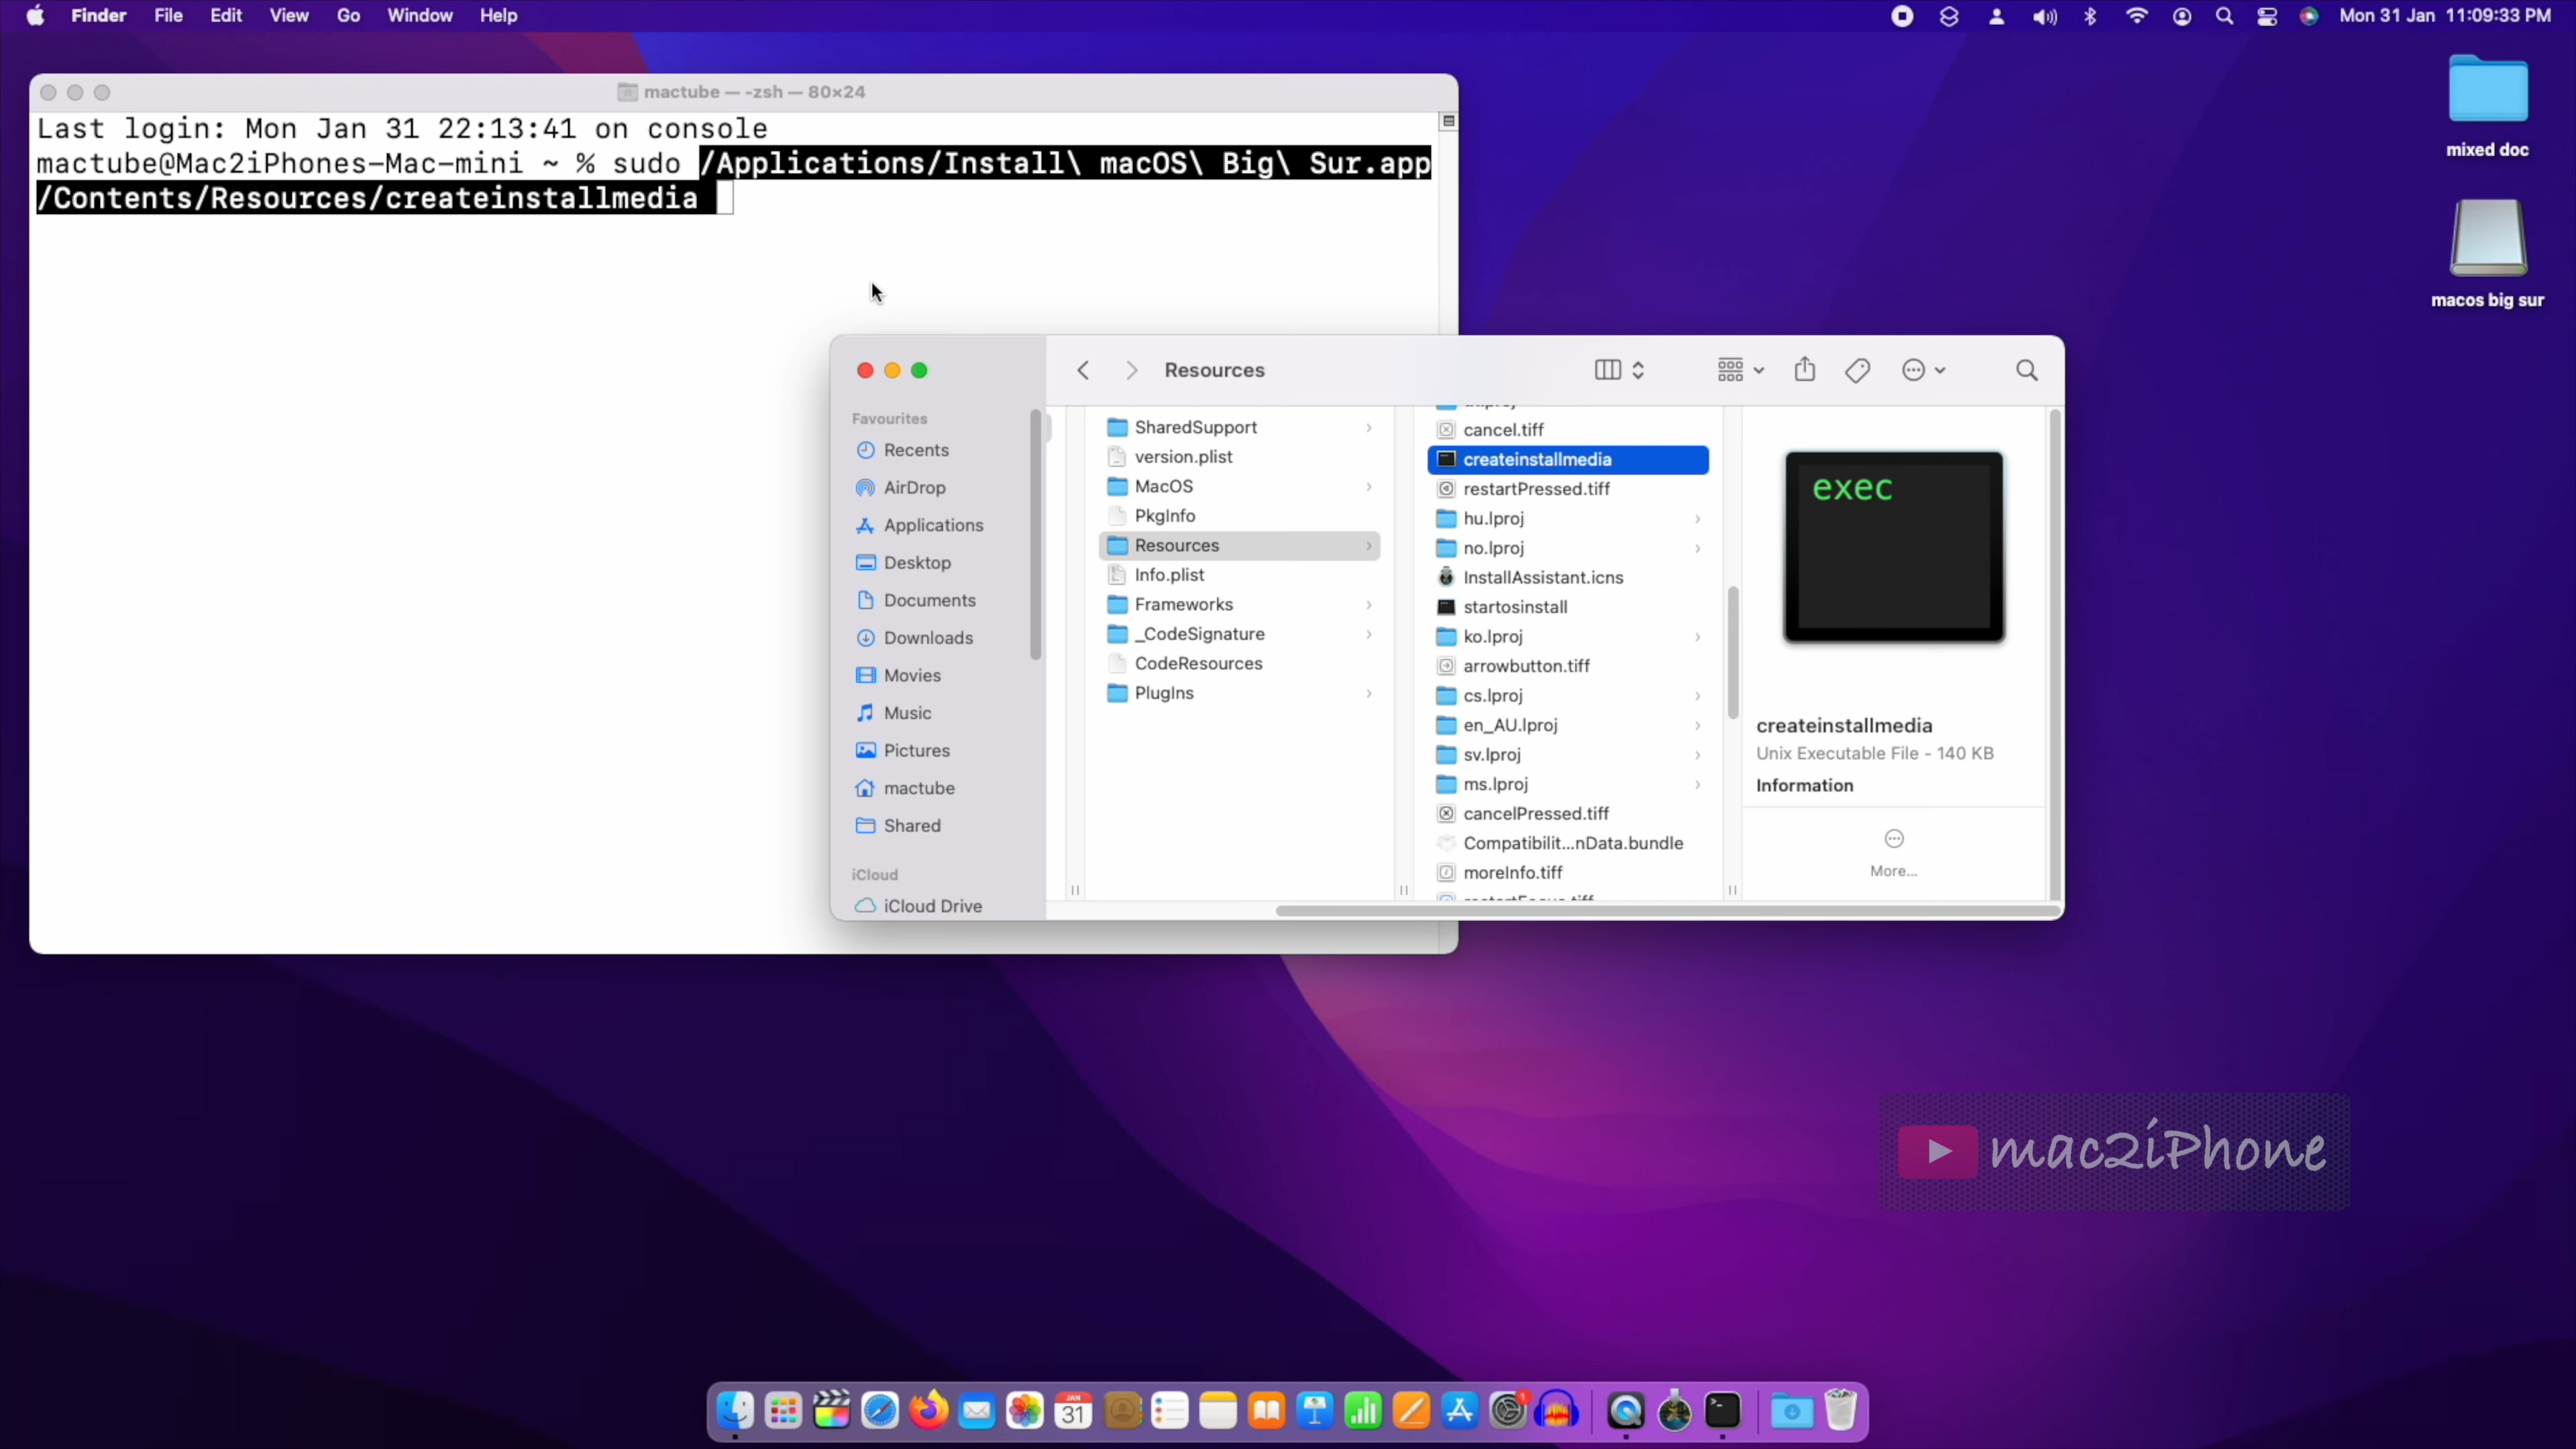 Finder File Edit View Go Window Help
Mon 31 Jan 11:09:33 PM
mactube — -zsh — 80×24
Last login: Mon Jan 31 22:13:41 on console
mactube@Mac2iPhones-Mac-mini ~ % sudo /Applications/Install\ macOS\ Big\ Sur.app
/Contents/Resources/createinstallmedia
mixed doc
macos big sur
Resources
Favourites
Recents
AirDrop
Applications
Desktop
Documents
Downloads
Movies
Music
Pictures
mactube
Shared
iCloud
iCloud Drive
SharedSupport
version.plist
MacOS
PkgInfo
Resources
Info.plist
Frameworks
_CodeSignature
CodeResources
PlugIns
cancel.tiff
createinstallmedia
restartPressed.tiff
hu.lproj
no.lproj
InstallAssistant.icns
startosinstall
ko.lproj
arrowbutton.tiff
cs.lproj
en_AU.lproj
sv.lproj
ms.lproj
cancelPressed.tiff
Compatibilit...nData.bundle
moreInfo.tiff
exec
createinstallmedia
Unix Executable File - 140 KB
Information
More...
mac2iPhone
JAN
31
1